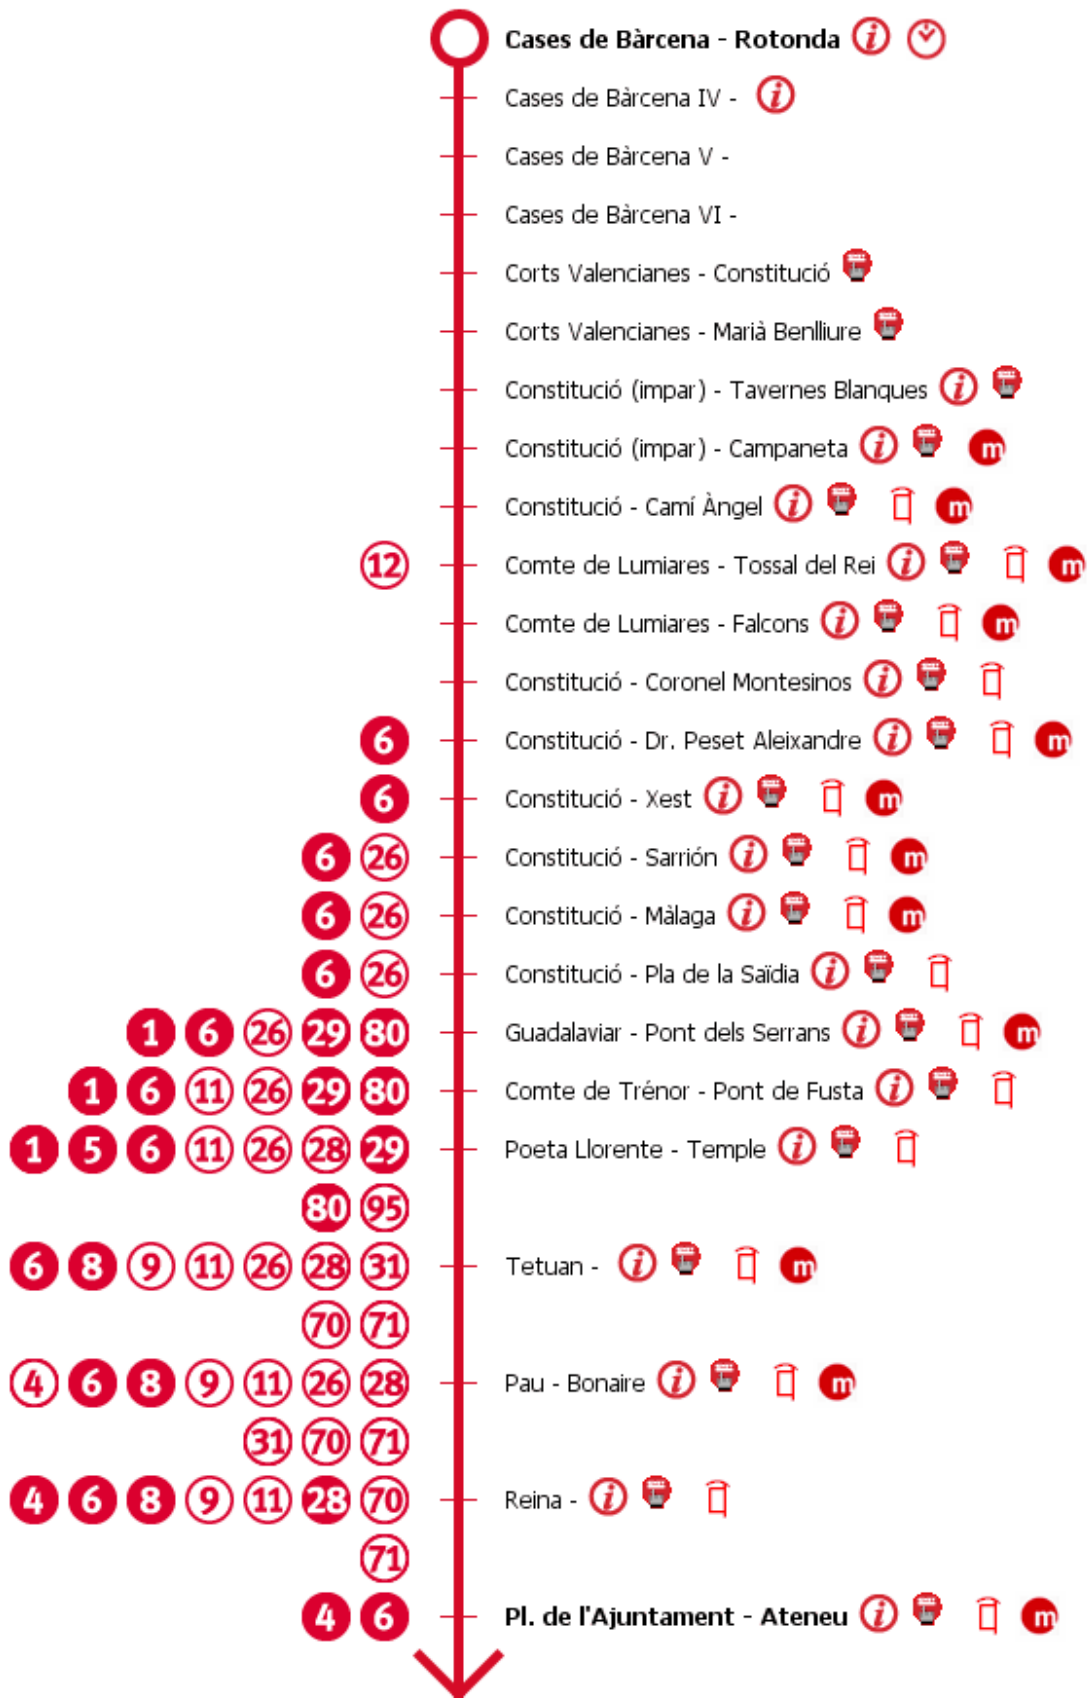 Cases de Bàrcena - Rotonda i
Cases de Bàrcena IV - i
Cases de Bàrcena V -
Cases de Bàrcena VI -
Corts Valencianes - Constitució
Corts Valencianes - Marià Benlliure
Constitució (impar) - Tavernes Blanques i
Constitució (impar) - Campaneta i m
Constitució - Camí Àngel i m
12 Comte de Lumiares - Tossal del Rei i m
Comte de Lumiares - Falcons i m
Constitució - Coronel Montesinos i
6 Constitució - Dr. Peset Aleixandre i m
6 Constitució - Xest i m
6 26 Constitució - Sarrión i m
6 26 Constitució - Màlaga i m
6 26 Constitució - Pla de la Saïdia i
1 6 26 29 80 Guadalaviar - Pont dels Serrans i m
1 6 11 26 29 80 Comte de Trénor - Pont de Fusta i
1 5 6 11 26 28 29 Poeta Llorente - Temple i
80 95
6 8 9 11 26 28 31 Tetuan - i m
70 71
4 6 8 9 11 26 28 Pau - Bonaire i m
31 70 71
4 6 8 9 11 28 70 Reina - i
71
4 6 Pl. de l'Ajuntament - Ateneu i m